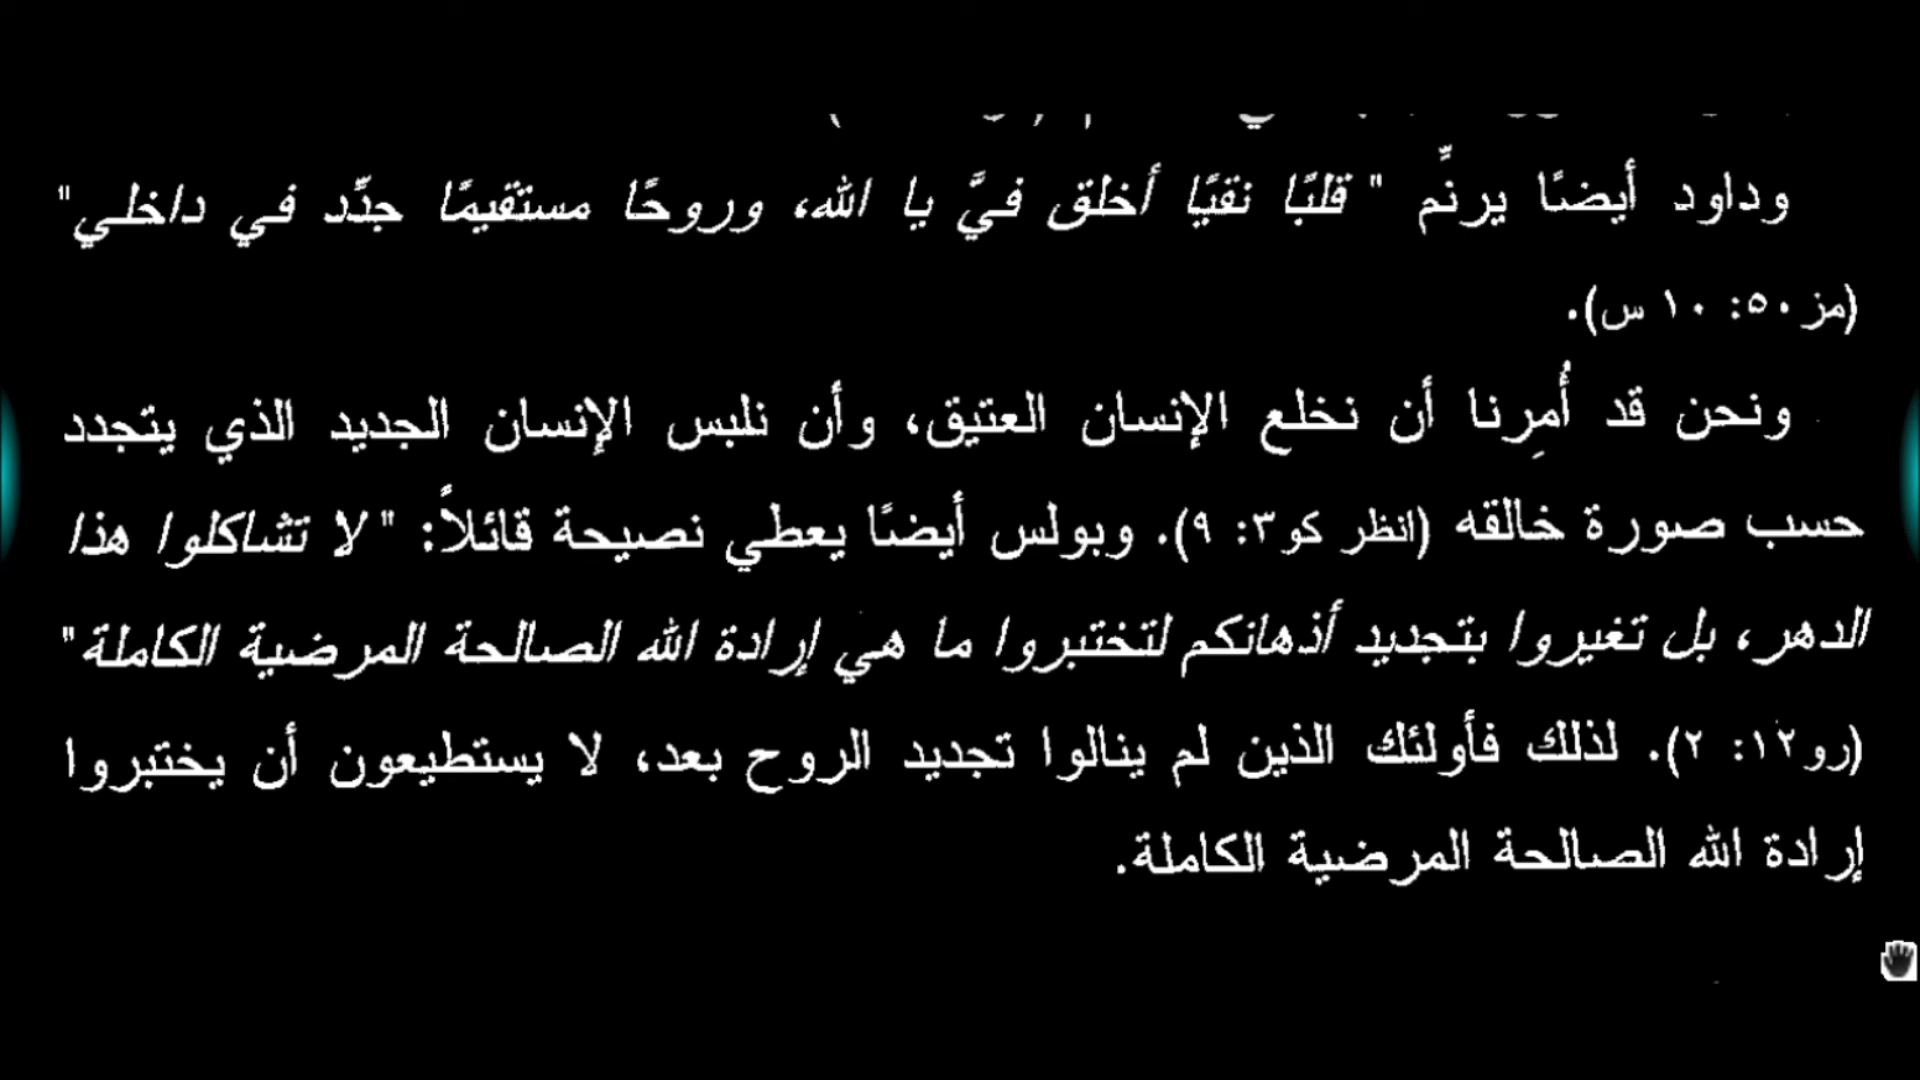 وداود أيضًا يرنِّم " قلبًا نقيًا أخلق فيَّ يا الله، وروحًا مستقيمًا جدِّد في داخلي"
(مز٥٠: ١٠ س).
ونحن قد أُمِرنا أن نخلع الإنسان العتيق، وأن نلبس الإنسان الجديد الذي يتجدد
حسب صورة خالقه (انظر كو٣: ٩). وبولس أيضًا يعطي نصيحة قائلاً: " لا تشاكلوا هذا
الدهر، بل تغيروا بتجديد أذهانكم لتختبروا ما هي إرادة الله الصالحة المرضية الكاملة"
(رو١٢: ٢). لذلك فأولئك الذين لم ينالوا تجديد الروح بعد، لا يستطيعون أن يختبروا
إرادة الله الصالحة المرضية الكاملة.